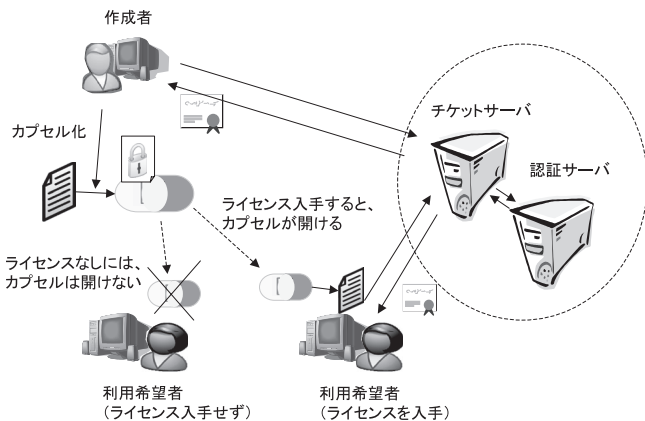 作成者
チケットサーバ
カプセル化
認証サーバ
ライセンス入手すると、
カプセルが開ける
ライセンスなしには、
カプセルは開けない
利用希望者
（ライセンス入手せず）
利用希望者
（ライセンスを入手）